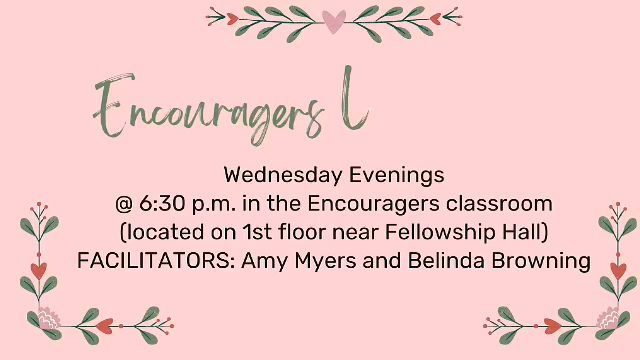 Encouragers L
Wednesday Evenings
@ 6:30 p.m. in the Encouragers classroom
(located on 1st floor near Fellowship Hall)
FACILITATORS: Amy Myers and Belinda Browning